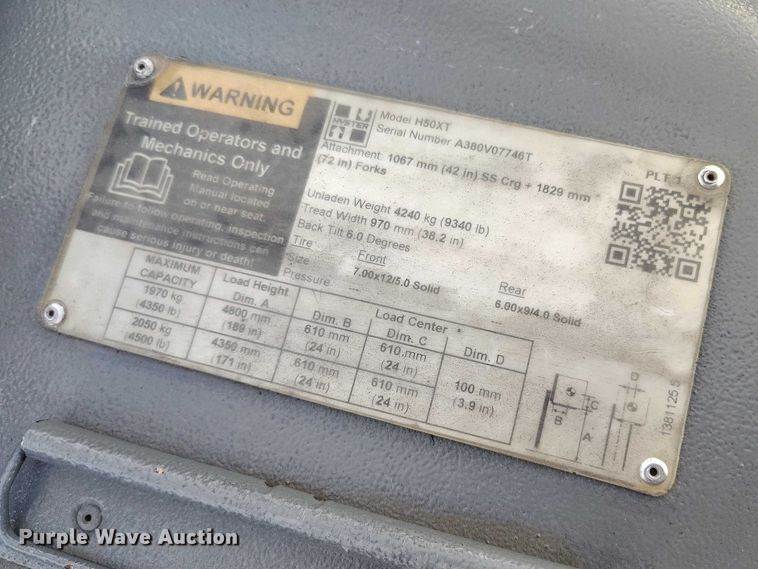 WARNING
Trained Operators and
Mechanics Only
Read Operating
Manual located
on or near seat.
Failure to follow operating, inspection
and maintenance instructions can
cause serious injury or death!
HYSTER
Model H50XT
Serial Number A380V07746T
Attachment 1067 mm (42 in) SS Crg + 1829 mm
(72 in) Forks
PLT 1
Unladen Weight 4240 kg (9340 lb)
Tread Width 970 mm (38.2 in)
Back Tilt 6.0 Degrees
Tire Front Rear
Size 7.00x12/5.0 Solid 6.00x9/4.0 Solid
Pressure
MAXIMUM CAPACITY Load Height Dim. A Load Center
Dim. B Dim. C Dim. D
1970 kg 4800 mm 610 mm 610 mm
(4350 lb) (189 in) (24 in) (24 in)
2050 kg 4350 mm 610 mm 610 mm 100 mm
(4500 lb) (171 in) (24 in) (24 in) (3.9 in)
B C A D
Purple Wave Auction